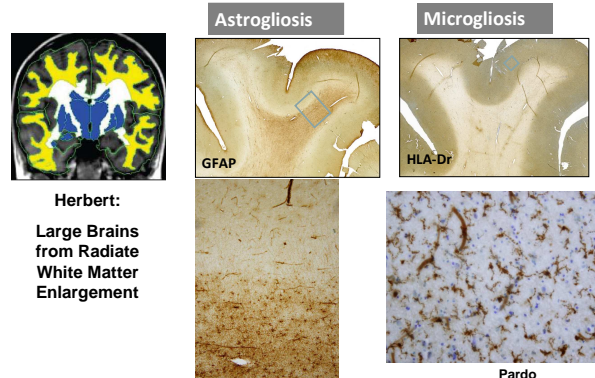 Astrogliosis
Microgliosis
GFAP
HLA-Dr
Herbert:
Large Brains
from Radiate
White Matter
Enlargement
Pardo